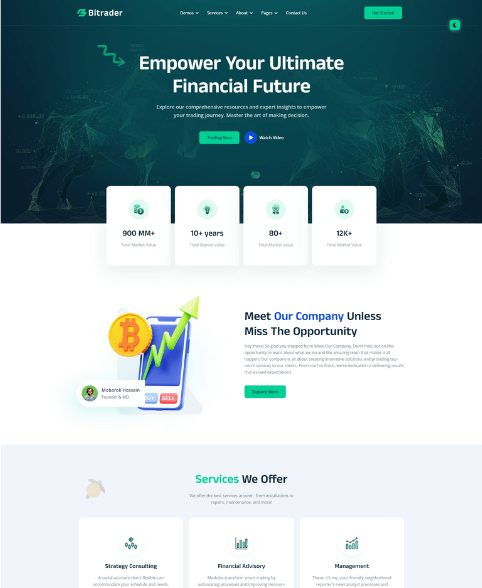 Bitrader
Demos Services About Pages Contact Us
Get Started
Empower Your Ultimate
Financial Future
Explore our comprehensive resources and expert insights to empower
your trading journey. Master the art of making decision.
Trading Now
Watch Video
900 MM+
Total Market Value
10+ years
Total Market Value
80+
Total Market Value
12K+
Total Market Value
Meet Our Company Unless
Miss The Opportunity
Hey there! So glad you stopped by to Meet Our Company. Don't miss out on this
opportunity to learn about what we do and the amazing team that makes it all
happen! Our company is all about creating innovative solutions and providing top-
notch services to our clients. From start to finish, we're dedicated to delivering results
that exceed expectations.
Explore More
Mobarok Hossain
Founder & MD
BUY
SELL
Services We Offer
We offer the best services around - from installations to
repairs, maintenance, and more!
Strategy Consulting
A social assistant that's flexible can
accommodate your schedule and needs,
Financial Advisory
Modules transform smart trading by
automating processes and improving decision
Management
There, it's me, your friendly neighborhood
reporter's news analyst processes and